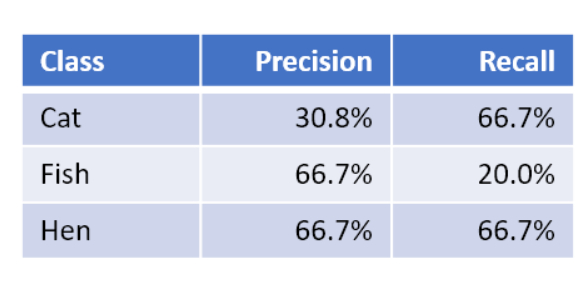 Class Precision Recall
Cat 30.8% 66.7%
Fish 66.7% 20.0%
Hen 66.7% 66.7%